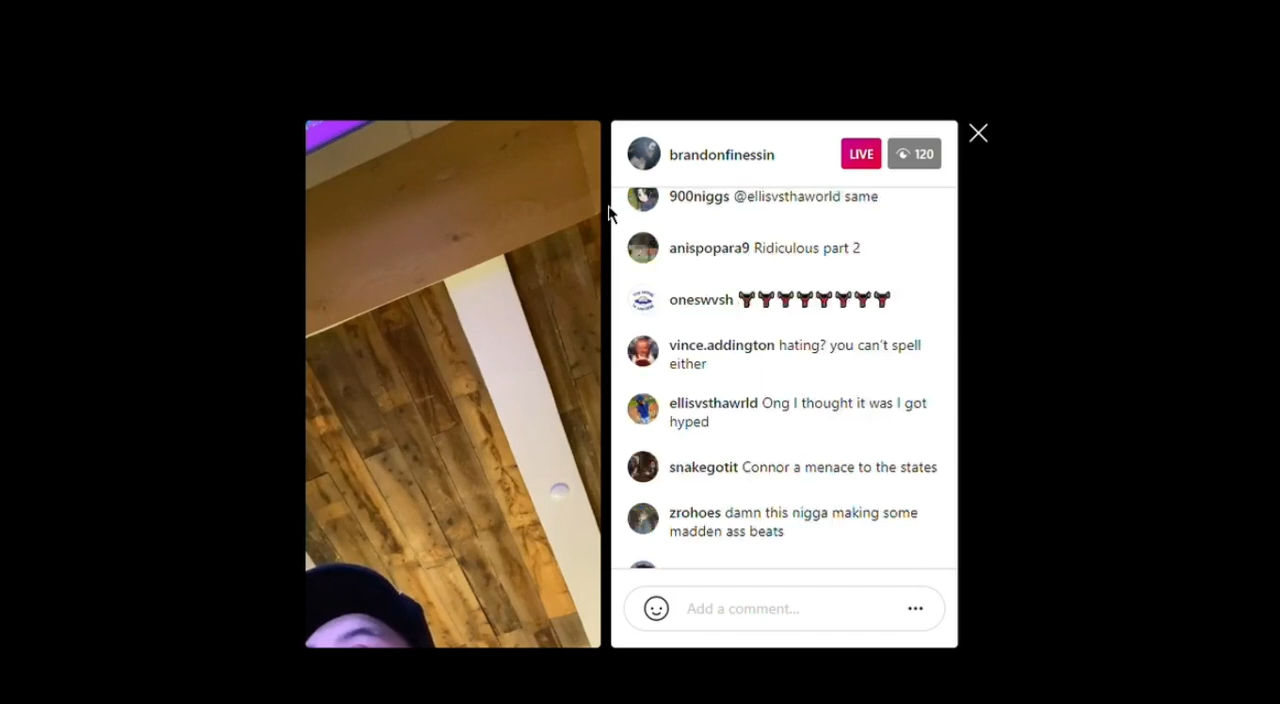 brandonfinessin
LIVE
120
900niggs @ellisvsthaworld same
anispopara9 Ridiculous part 2
oneswvsh
vince.addington hating? you can't spell
either
ellisvsthawrld Ong I thought it was I got
hyped
snakegotit Connor a menace to the states
zrohoes damn this nigga making some
madden ass beats
Add a comment...